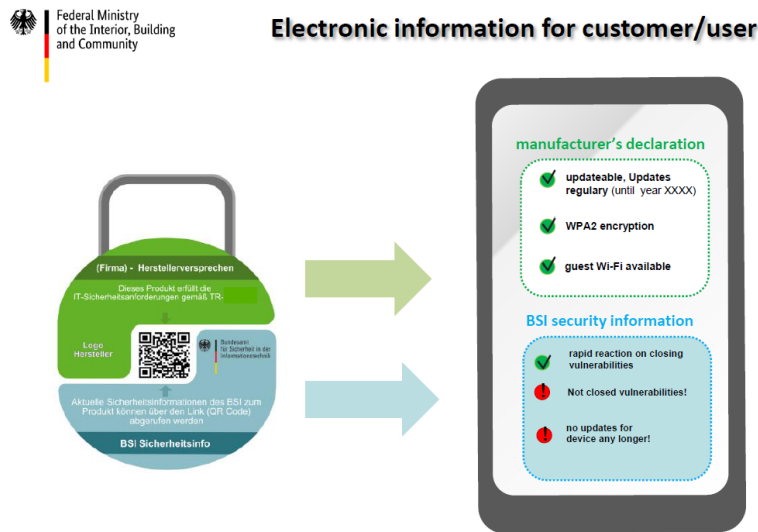 Federal Ministry
of the Interior, Building
and Community
Electronic information for customer/user
(Firma) - Herstellerversprechen
Dieses Produkt erfüllt die
IT-Sicherheitsanforderungen gemäß TR-
Logo
Hersteller
Bundesamt
für Sicherheit in der
Informationstechnik
Aktuelle Sicherheitsinformationen des BSI zum
Produkt können über den Link (QR Code)
abgerufen werden
BSI Sicherheitsinfo
manufacturer's declaration
updateable, Updates
regulary (until year XXXX)
WPA2 encryption
guest Wi-Fi available
BSI security information
rapid reaction on closing
vulnerabilities
Not closed vulnerabilities!
no updates for
device any longer!